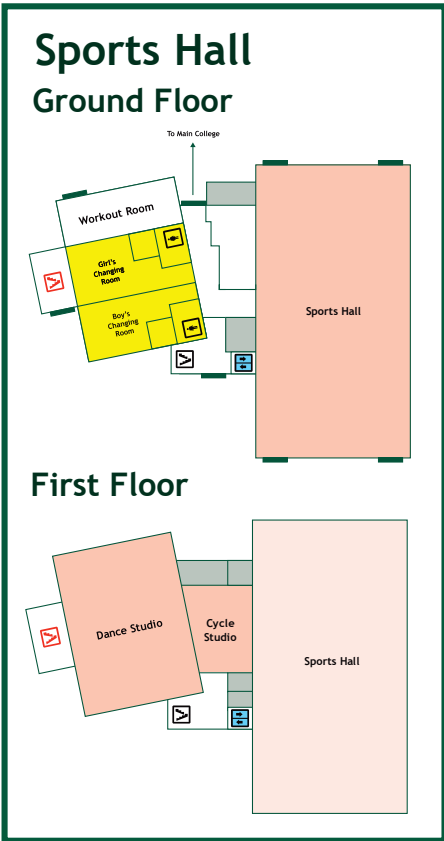 Sports Hall
Ground Floor
To Main College
Workout Room
Girl's
Changing
Room
Boy's
Changing
Room
Sports Hall
First Floor
Dance Studio
Cycle
Studio
Sports Hall